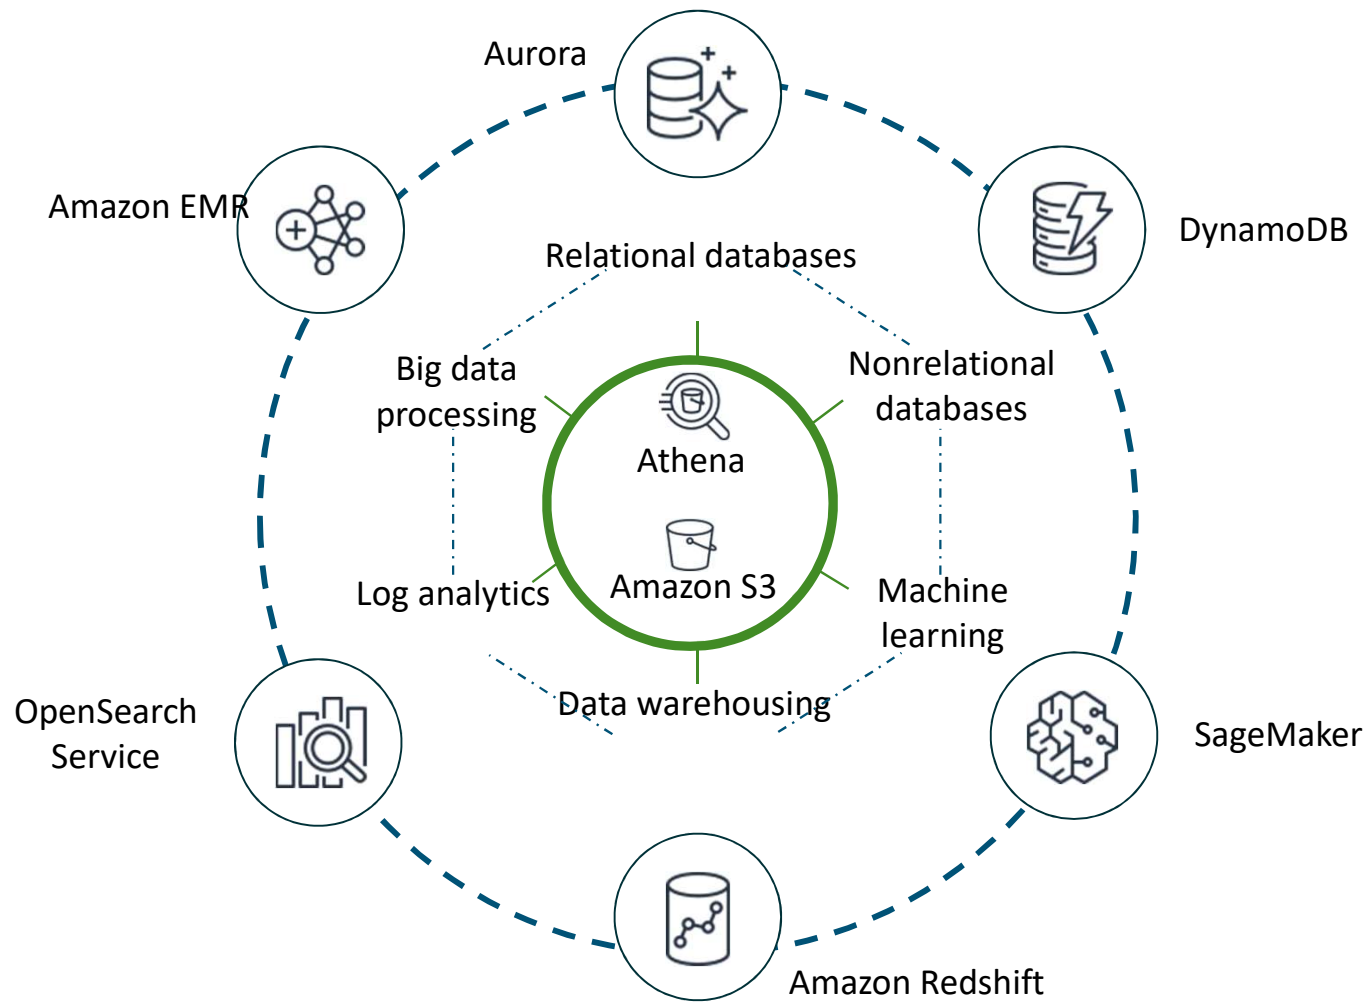 Aurora
Amazon EMR
DynamoDB
Relational databases
Big data
processing
Nonrelational
databases
Athena
Amazon S3
Log analytics
Machine
learning
Data warehousing
OpenSearch
Service
SageMaker
Amazon Redshift